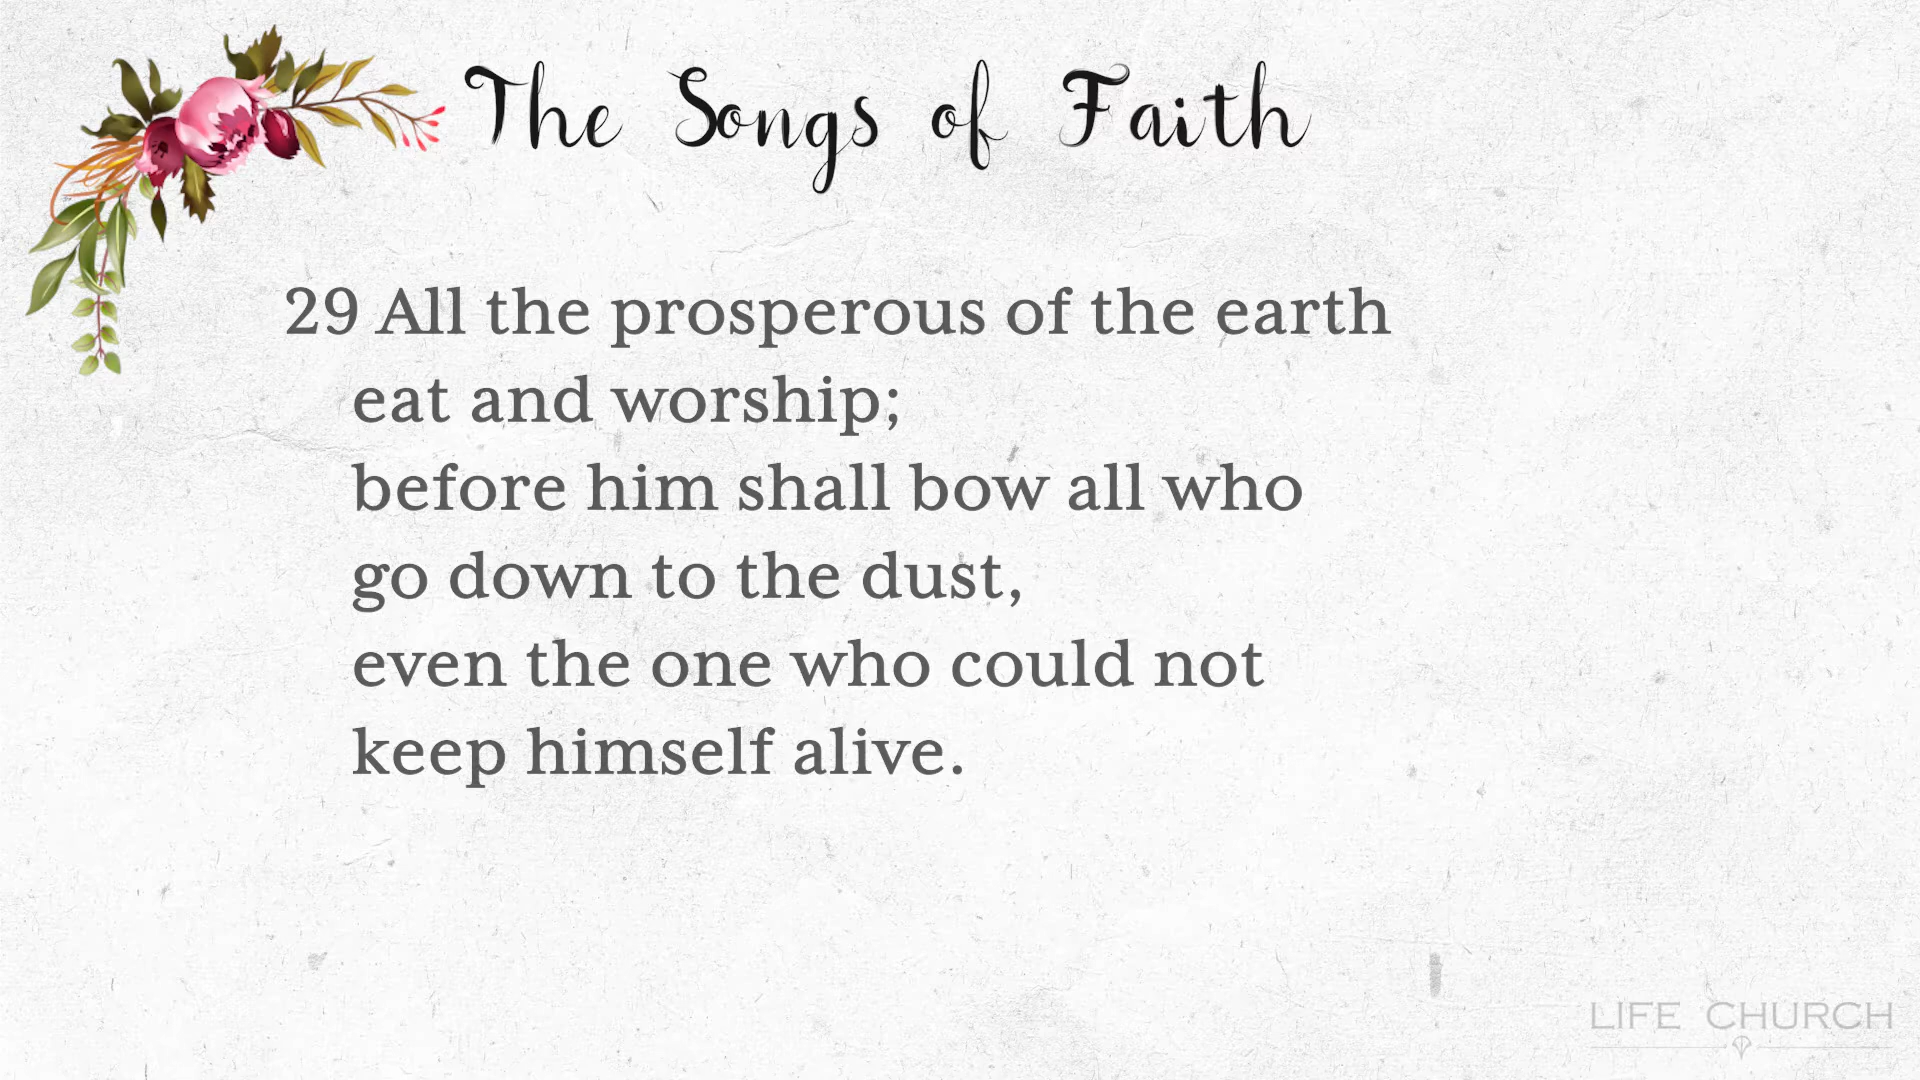 The Songs of Faith
29 All the prosperous of the earth
eat and worship;
before him shall bow all who
go down to the dust,
even the one who could not
keep himself alive.
LIFE CHURCH